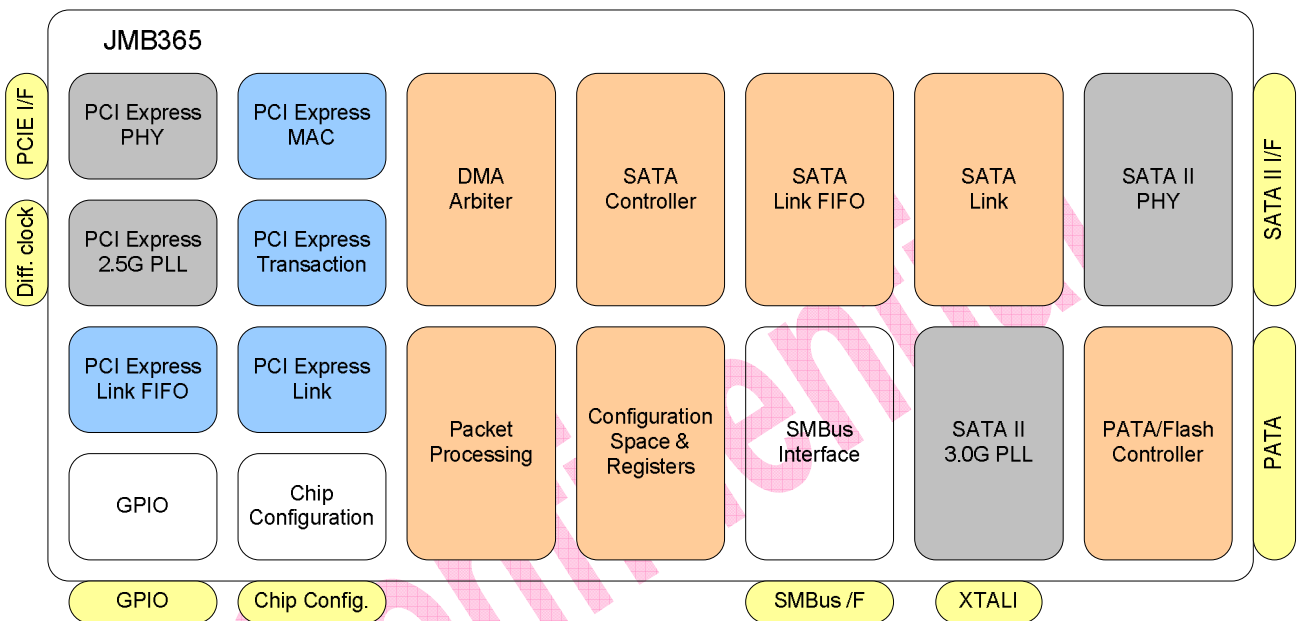 JMB365
PCIE I/F
PCI Express
PHY
PCI Express
MAC
DMA
Arbiter
SATA
Controller
SATA
Link FIFO
SATA
Link
SATA II
PHY
SATA II I/F
Diff. clock
PCI Express
2.5G PLL
PCI Express
Transaction
PCI Express
Link FIFO
PCI Express
Link
Packet
Processing
Configuration
Space &
Registers
SMBus
Interface
SATA II
3.0G PLL
PATA/Flash
Controller
PATA
GPIO
Chip
Configuration
GPIO
Chip Config.
SMBus /F
XTALI